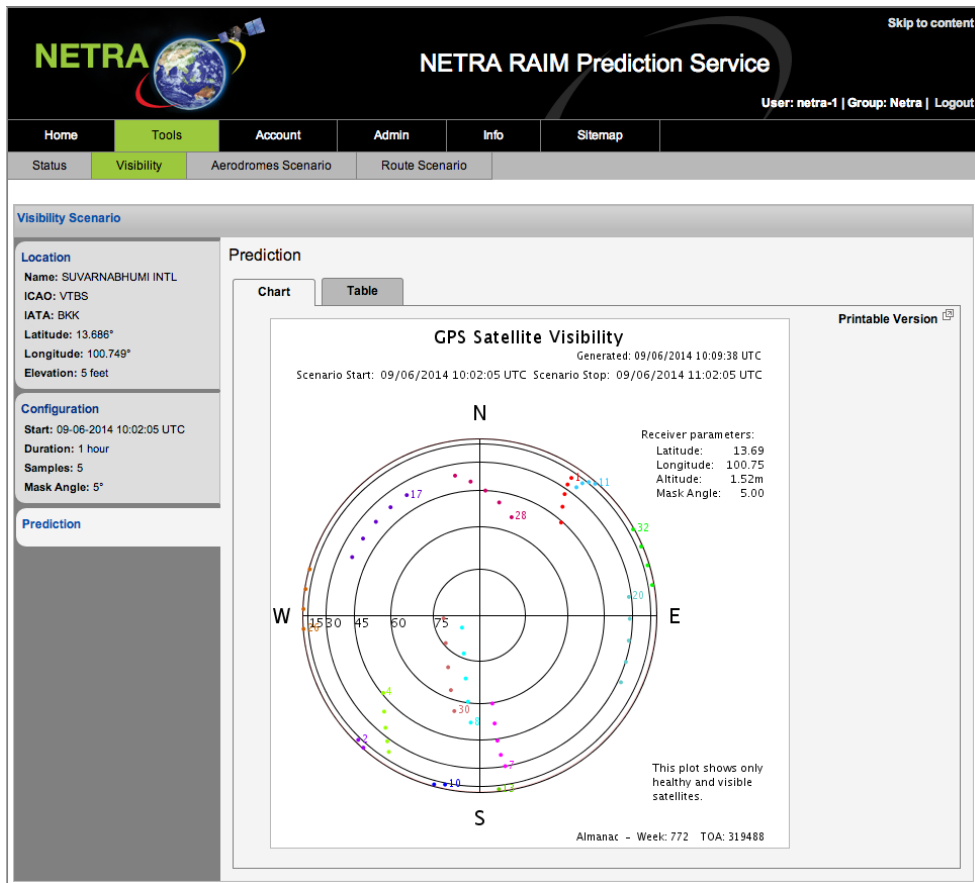 Skip to content
NETRA
NETRA RAIM Prediction Service
User: netra-1 | Group: Netra | Logout
Home Tools Account Admin Info Sitemap
Status Visibility Aerodromes Scenario Route Scenario
Visibility Scenario
Location
Name: SUVARNABHUMI INTL
ICAO: VTBS
IATA: BKK
Latitude: 13.686°
Longitude: 100.749°
Elevation: 5 feet
Configuration
Start: 09-06-2014 10:02:05 UTC
Duration: 1 hour
Samples: 5
Mask Angle: 5°
Prediction
Prediction
Chart Table
Printable Version
GPS Satellite Visibility
Generated: 09/06/2014 10:09:38 UTC
Scenario Start: 09/06/2014 10:02:05 UTC Scenario Stop: 09/06/2014 11:02:05 UTC
N
Receiver parameters:
Latitude: 13.69
Longitude: 100.75
Altitude: 1.52m
Mask Angle: 5.00
1
11
17
28
32
20
W
E
15 30 45 60 75
4
30
8
2
7
10
S
This plot shows only
healthy and visible
satellites.
Almanac - Week: 772 TOA: 319488